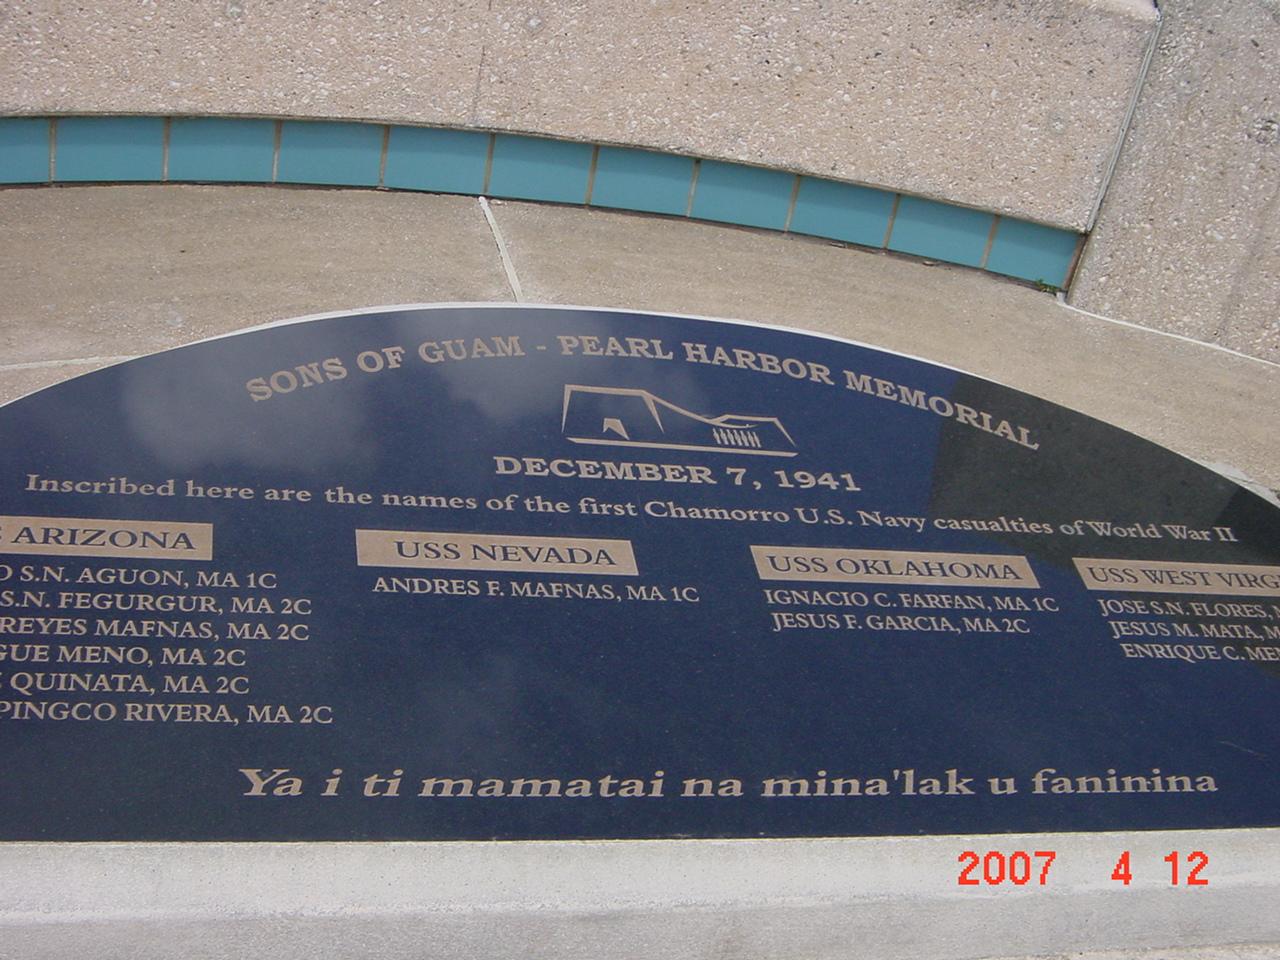 SONS OF GUAM - PEARL HARBOR MEMORIAL
DECEMBER 7, 1941
Inscribed here are the names of the first Chamorro U.S. Navy casualties of World War II
ARIZONA
S.N. AGUON, MA 1C
S.N. FEGURGUR, MA 2C
REYES MAFNAS, MA 2C
MENO, MA 2C
QUINATA, MA 2C
RIVERA, MA 2C
USS NEVADA
ANDRES F. MAFNAS, MA 1C
USS OKLAHOMA
IGNACIO C. FARFAN, MA 1C
JESUS F. GARCIA, MA 2C
USS WEST
JOSE S.N. FLORES,
JESUS M. MATA,
ENRIQUE C.
Ya i ti mamatai na mina'lak u faninina
2007 4 12